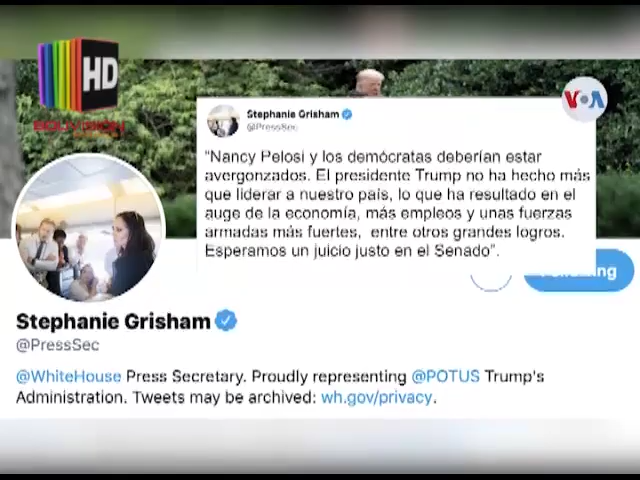 HD
SOLIVISIÓN
VOA
Stephanie Grisham
@PressSec
"Nancy Pelosi y los demócratas deberían estar
avergonzados. El presidente Trump no ha hecho más
que liderar a nuestro país, lo que ha resultado en el
auge de la economía, más empleos y unas fuerzas
armadas más fuertes, entre otros grandes logros.
Esperamos un juicio justo en el Senado".
Stephanie Grisham
@PressSec
@WhiteHouse Press Secretary. Proudly representing @POTUS Trump's
Administration. Tweets may be archived: wh.gov/privacy.